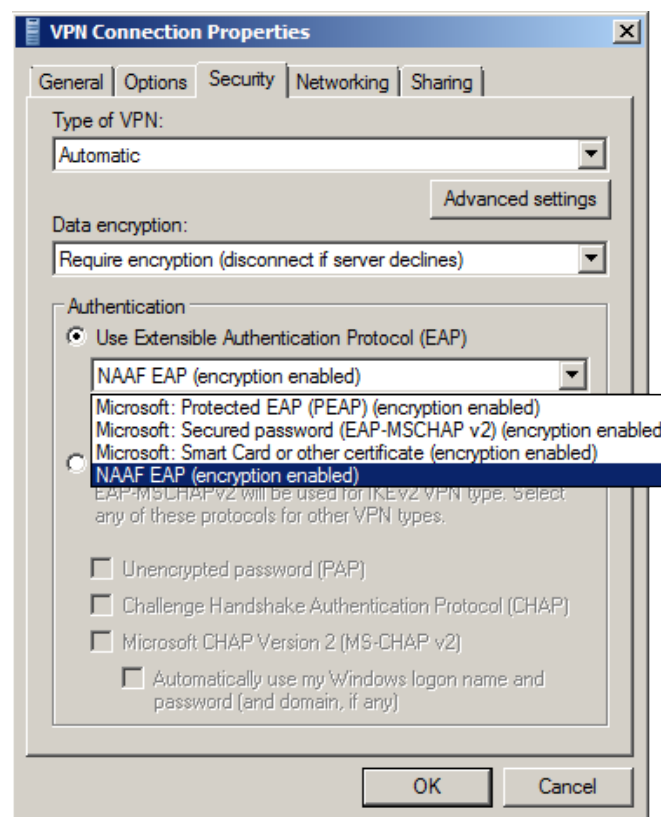 VPN Connection Properties
General Options Security Networking Sharing
Type of VPN:
Automatic
Advanced settings
Data encryption:
Require encryption (disconnect if server declines)
Authentication
Use Extensible Authentication Protocol (EAP)
NAAF EAP (encryption enabled)
Microsoft: Protected EAP (PEAP) (encryption enabled)
Microsoft: Secured password (EAP-MSCHAP v2) (encryption enabled
Microsoft: Smart Card or other certificate (encryption enabled)
NAAF EAP (encryption enabled)
EAP-MSCHAPv2 will be used for IKEv2 VPN type. Select
any of these protocols for other VPN types.
Unencrypted password (PAP)
Challenge Handshake Authentication Protocol (CHAP)
Microsoft CHAP Version 2 (MS-CHAP v2)
Automatically use my Windows logon name and
password (and domain, if any)
OK Cancel